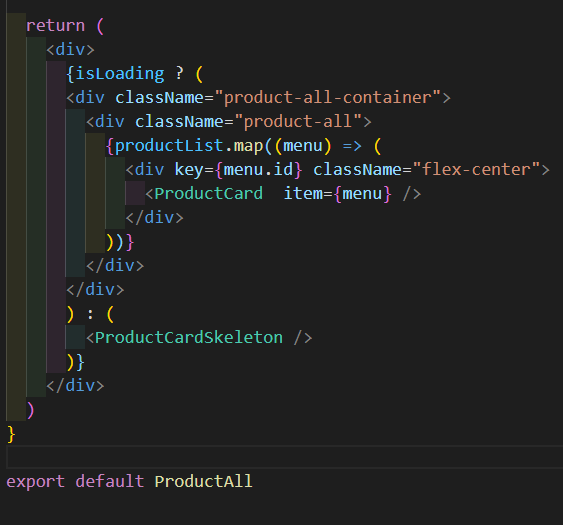 return (
<div>
{isLoading ? (
<div className="product-all-container">
<div className="product-all">
{productList.map((menu) => (
<div key={menu.id} className="flex-center">
<ProductCard  item={menu} />
</div>
))}
</div>
</div>
) : (
<ProductCardSkeleton />
)}
</div>
)
}
export default ProductAll